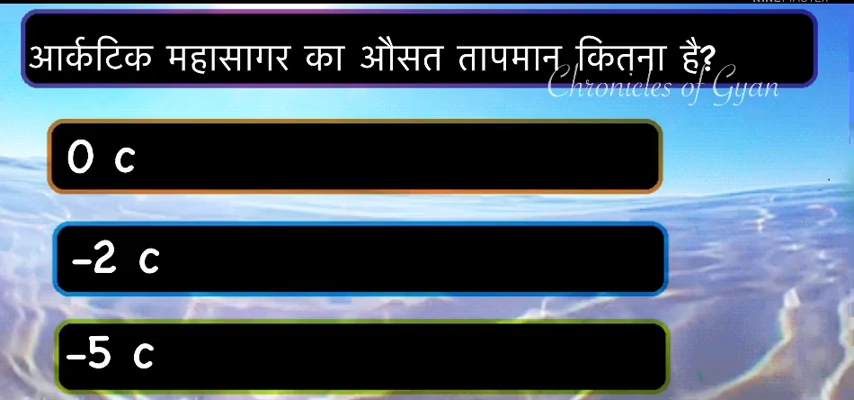 आर्कटिक महासागर का औसत तापमान कितना है?
Chronicles of Gyan
0 c
-2 c
-5 c